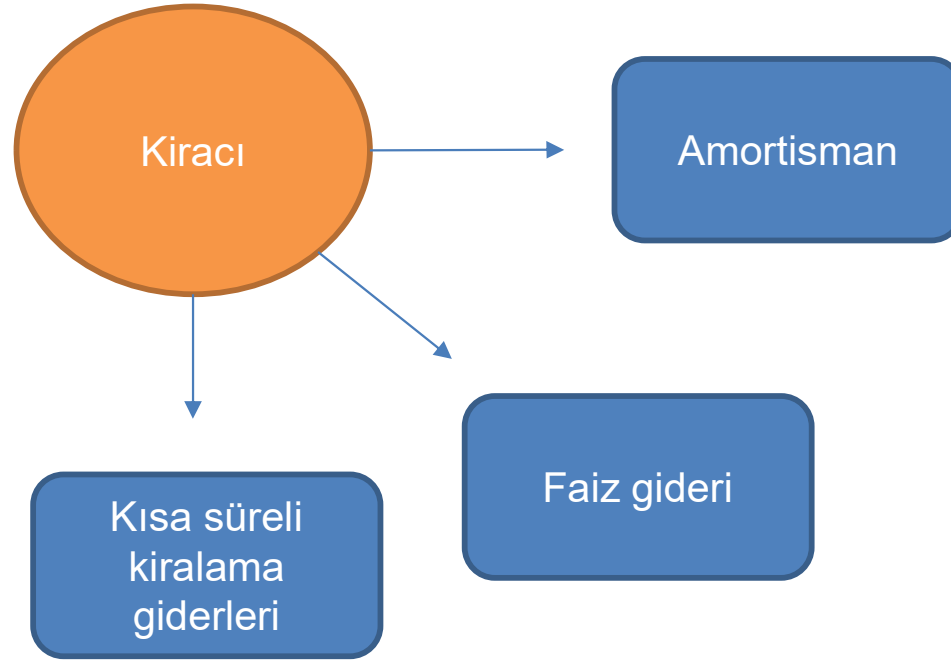 Kiracı
Amortisman
Faiz gideri
Kısa süreli
kiralama
giderleri